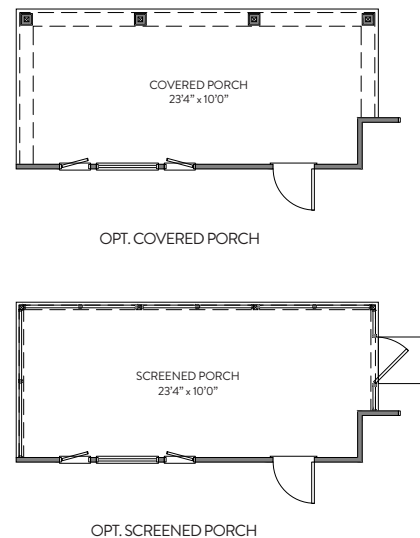 COVERED PORCH
23'4" x 10'0"
OPT. COVERED PORCH
SCREENED PORCH
23'4" x 10'0"
OPT. SCREENED PORCH